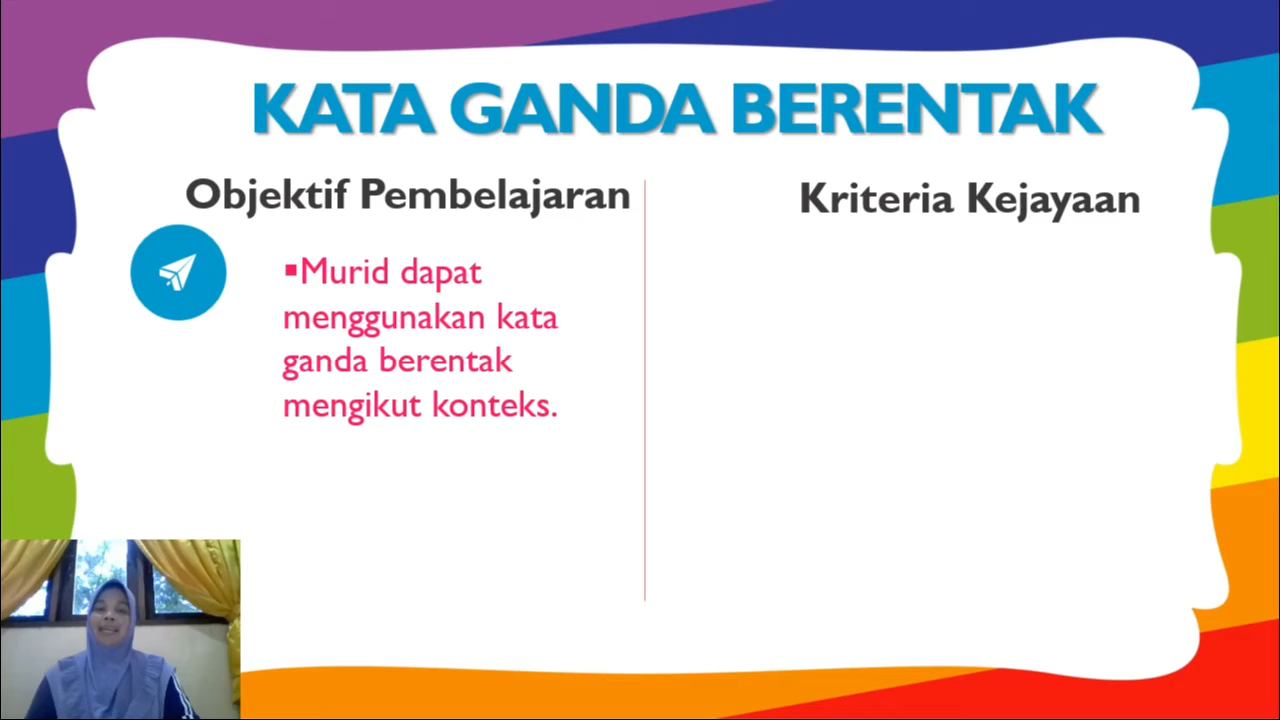 KATA GANDA BERENTAK
Objektif Pembelajaran
▪Murid dapat
menggunakan kata
ganda berentak
mengikut konteks.
Kriteria Kejayaan